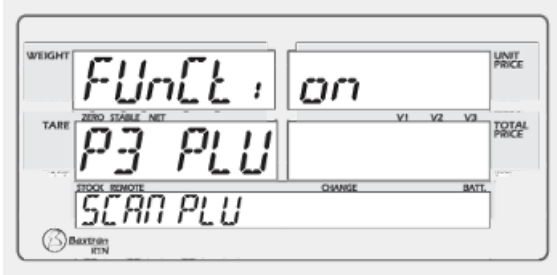 WEIGHT FUnCt: on UNIT PRICE
ZERO STABLE NET V1 V2 V3
TARE P3 PLU TOTAL PRICE
STOCK REMOTE CHANGE BATT.
SCAN PLU
Baxtran